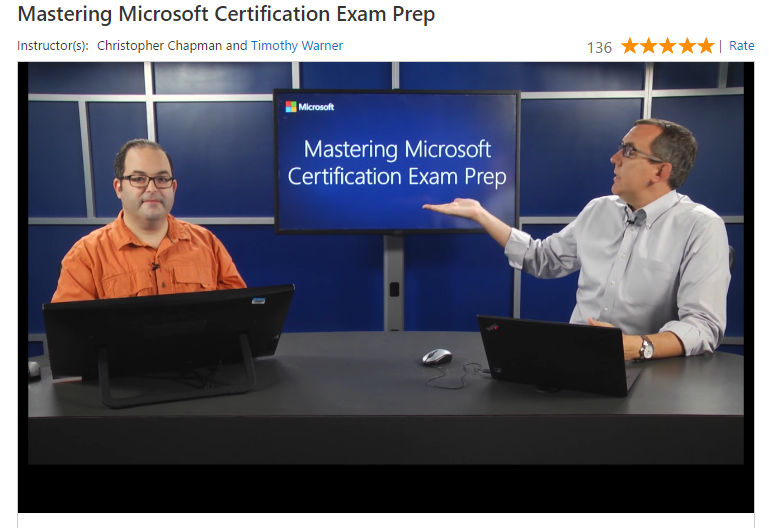 Mastering Microsoft Certification Exam Prep
Instructor(s): Christopher Chapman and Timothy Warner
136 | Rate
Microsoft
Mastering Microsoft
Certification Exam Prep